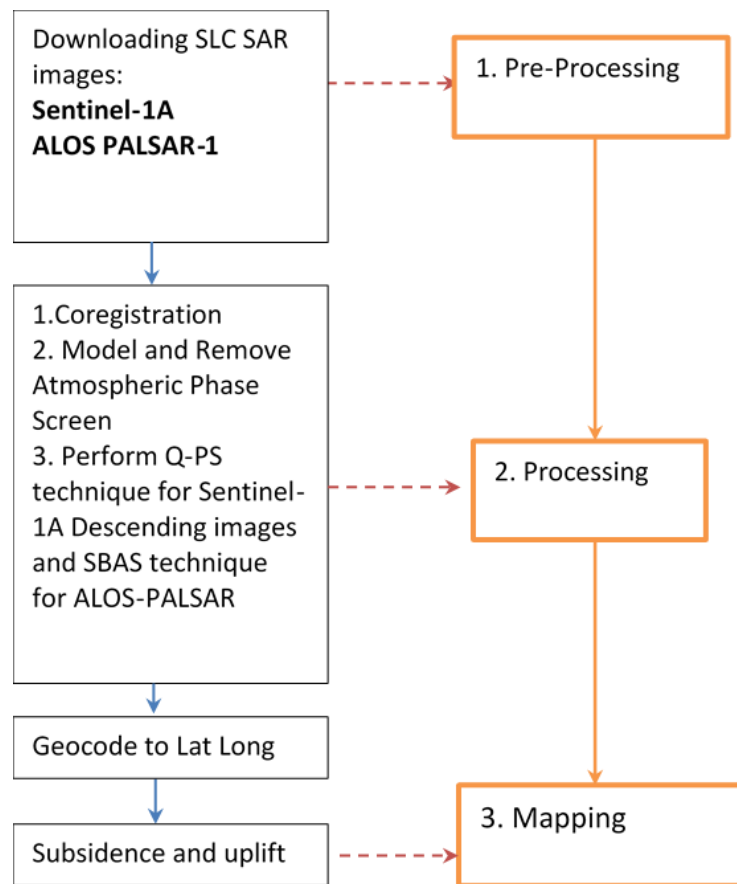 Downloading SLC SAR
images:
Sentinel-1A
ALOS PALSAR-1
1. Pre-Processing
1.Coregistration
2. Model and Remove
Atmospheric Phase
Screen
3. Perform Q-PS
technique for Sentinel-
1A Descending images
and SBAS technique
for ALOS-PALSAR
2. Processing
Geocode to Lat Long
Subsidence and uplift
3. Mapping